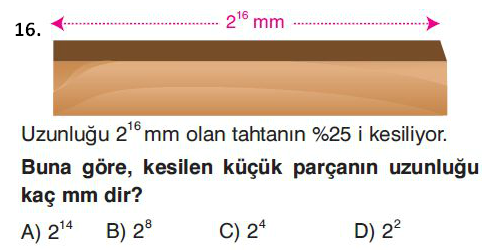 16.
2¹⁶ mm
Uzunluğu 2¹⁶ mm olan tahtanın %25 i kesiliyor.
Buna göre, kesilen küçük parçanın uzunluğu
kaç mm dir?
A) 2¹⁴ B) 2⁸ C) 2⁴ D) 2²